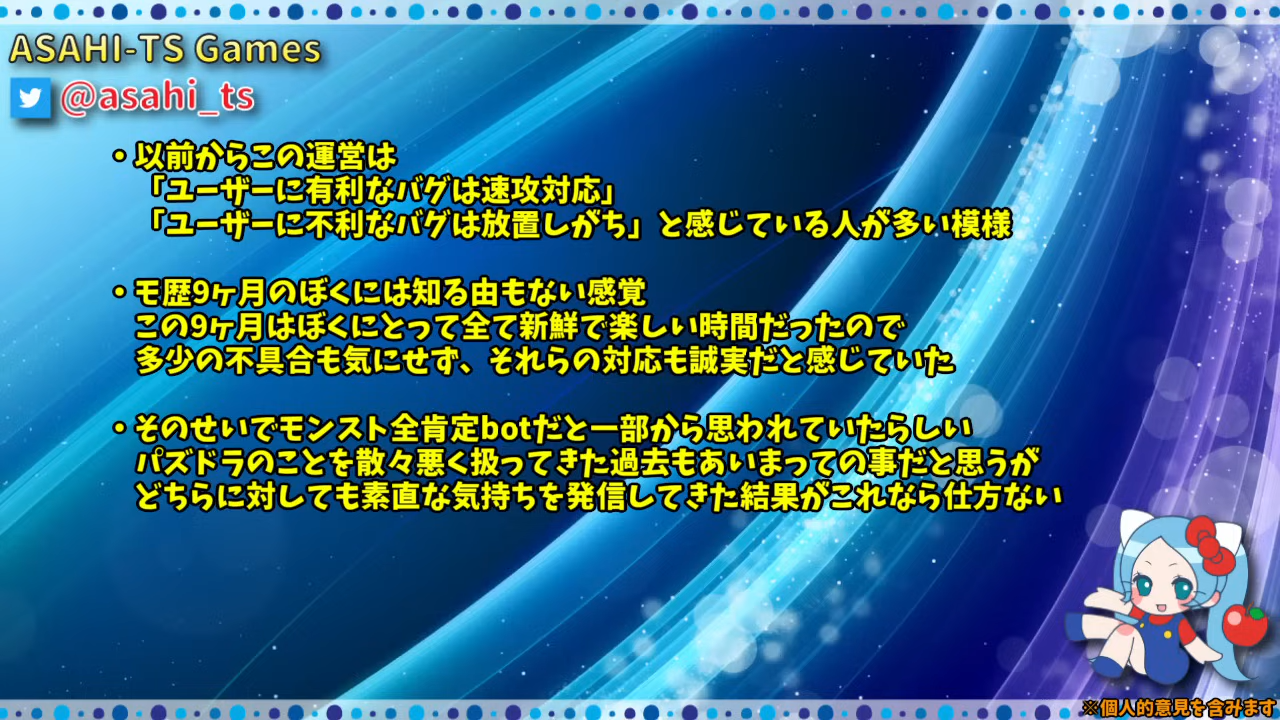 ASAHI-TS Games
@asahi_ts
・以前からこの運営は
「ユーザーに有利なバグは速攻対応」
「ユーザーに不利なバグは放置しがち」と感じている人が多い模様
・モ歴9ヶ月のぼくには知る由もない感覚
この9ヶ月はぼくにとって全て新鮮で楽しい時間だったので
多少の不具合も気にせず、それらの対応も誠実だと感じていた
・そのせいでモンスト全肯定botだと一部から思われていたらしい
パズドラのことを散々悪く扱ってきた過去もあいまっての事だと思うが
どちらに対しても素直な気持ちを発信してきた結果がこれなら仕方ない
※個人的意見を含みます